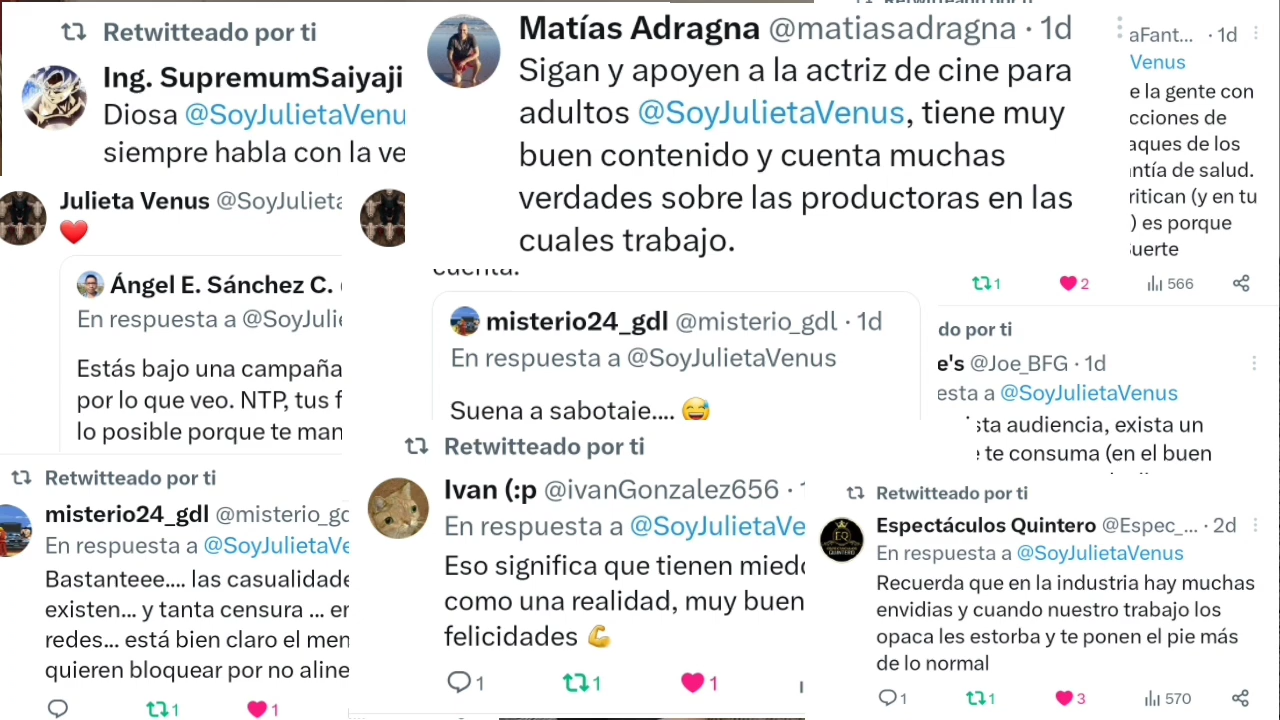 Retwitteado por ti
Ing. SupremumSaiyaji
Diosa @SoyJulietaVenu
siempre habla con la ve
Matías Adragna @matiasadragna · 1d
Sigan y apoyen a la actriz de cine para
adultos @SoyJulietaVenus, tiene muy
buen contenido y cuenta muchas
verdades sobre las productoras en las
cuales trabajo.
aFant... · 1d
Venus
e la gente con
cciones de
aques de los
ntía de salud.
ritican (y en tu
) es porque
uerte
1 2 566
Julieta Venus @SoyJulieta
❤️
Ángel E. Sánchez C.
En respuesta a @SoyJulie
Estás bajo una campaña
por lo que veo. NTP, tus f
lo posible porque te man
cuenta.
misterio24_gdl @misterio_gdl · 1d
En respuesta a @SoyJulietaVenus
Suena a sabotaje.... 😅
do por ti
e's @Joe_BFG · 1d
esta a @SoyJulietaVenus
sta audiencia, exista un
te consuma (en el buen
Retwitteado por ti
misterio24_gdl @misterio_gd
En respuesta a @SoyJulietaVe
Bastanteee.... las casualidade
existen... y tanta censura ... er
redes... está bien claro el men
quieren bloquear por no aline
1 1
Retwitteado por ti
Ivan (:p @ivanGonzalez656 ·
En respuesta a @SoyJulietaVe
Eso significa que tienen miedo
como una realidad, muy buen
felicidades 💪
1 1 1
Retwitteado por ti
Espectáculos Quintero @Espec_... · 2d
En respuesta a @SoyJulietaVenus
Recuerda que en la industria hay muchas
envidias y cuando nuestro trabajo los
opaca les estorba y te ponen el pie más
de lo normal
1 1 3 570